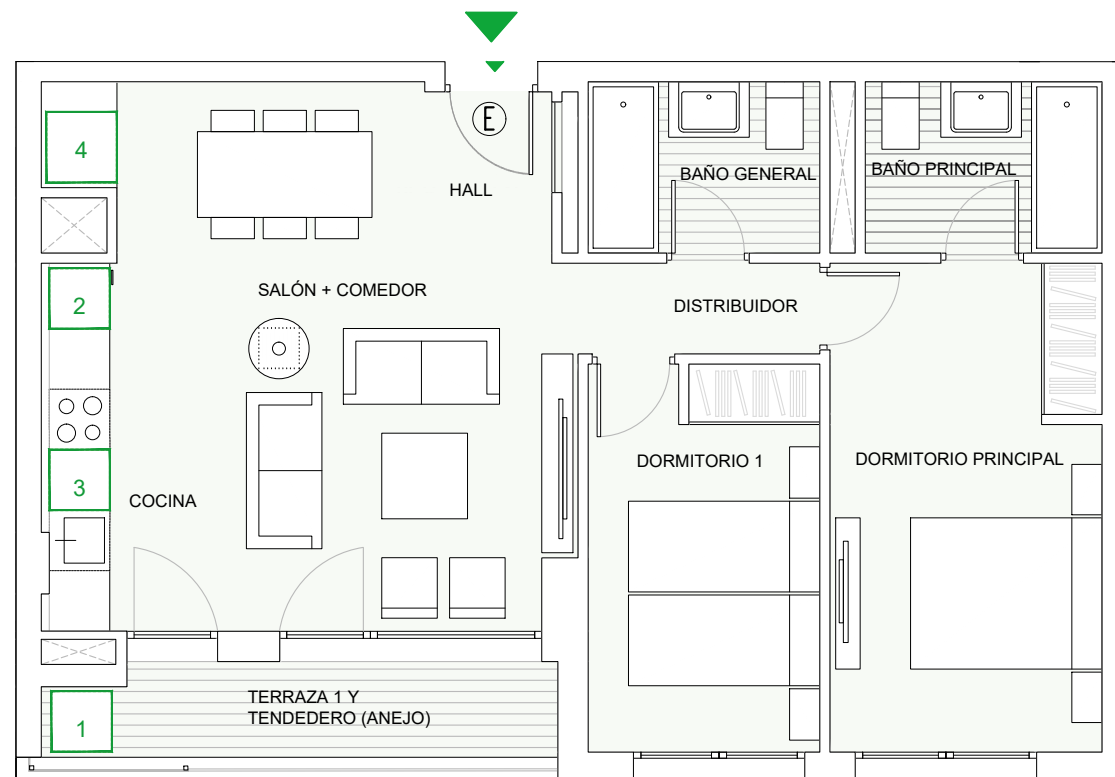 E
4
HALL
BAÑO GENERAL
BAÑO PRINCIPAL
2
SALÓN + COMEDOR
DISTRIBUIDOR
3
COCINA
DORMITORIO 1
DORMITORIO PRINCIPAL
1
TERRAZA 1 Y
TENDEDERO (ANEJO)